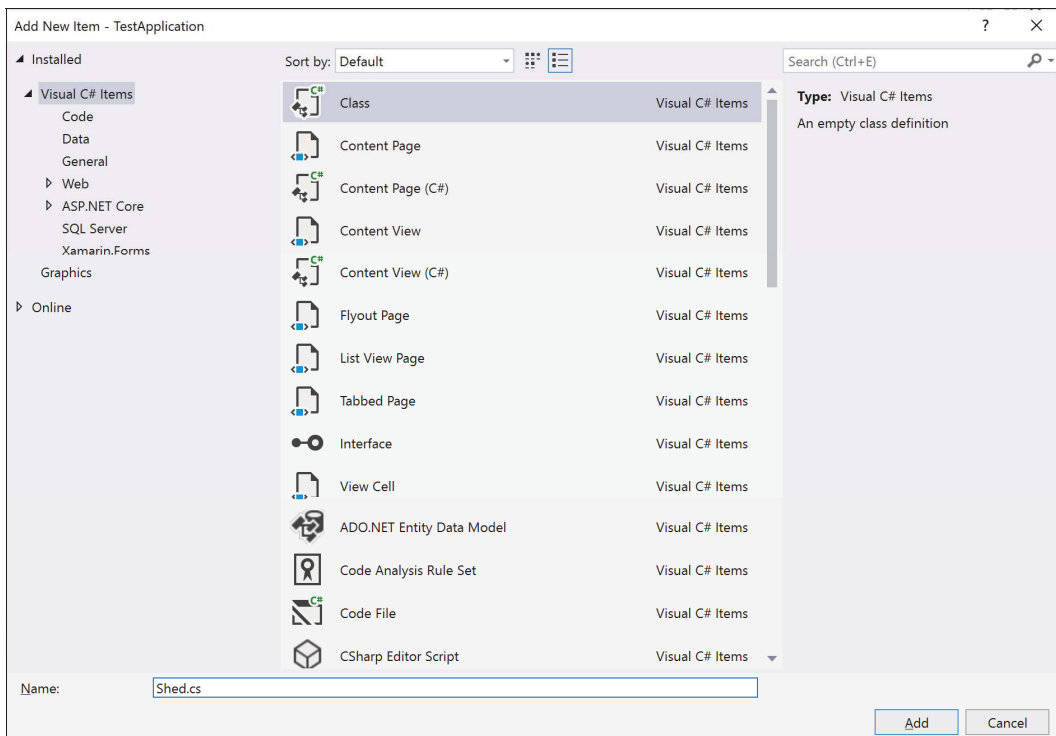 Add New Item - TestApplication
? ×
Installed
Visual C# Items
Code
Data
General
Web
ASP.NET Core
SQL Server
Xamarin.Forms
Graphics
Online
Sort by: Default
Class Visual C# Items
Content Page Visual C# Items
Content Page (C#) Visual C# Items
Content View Visual C# Items
Content View (C#) Visual C# Items
Flyout Page Visual C# Items
List View Page Visual C# Items
Tabbed Page Visual C# Items
Interface Visual C# Items
View Cell Visual C# Items
ADO.NET Entity Data Model Visual C# Items
Code Analysis Rule Set Visual C# Items
Code File Visual C# Items
CSharp Editor Script Visual C# Items
Search (Ctrl+E)
Type: Visual C# Items
An empty class definition
Name: Shed.cs
Add Cancel